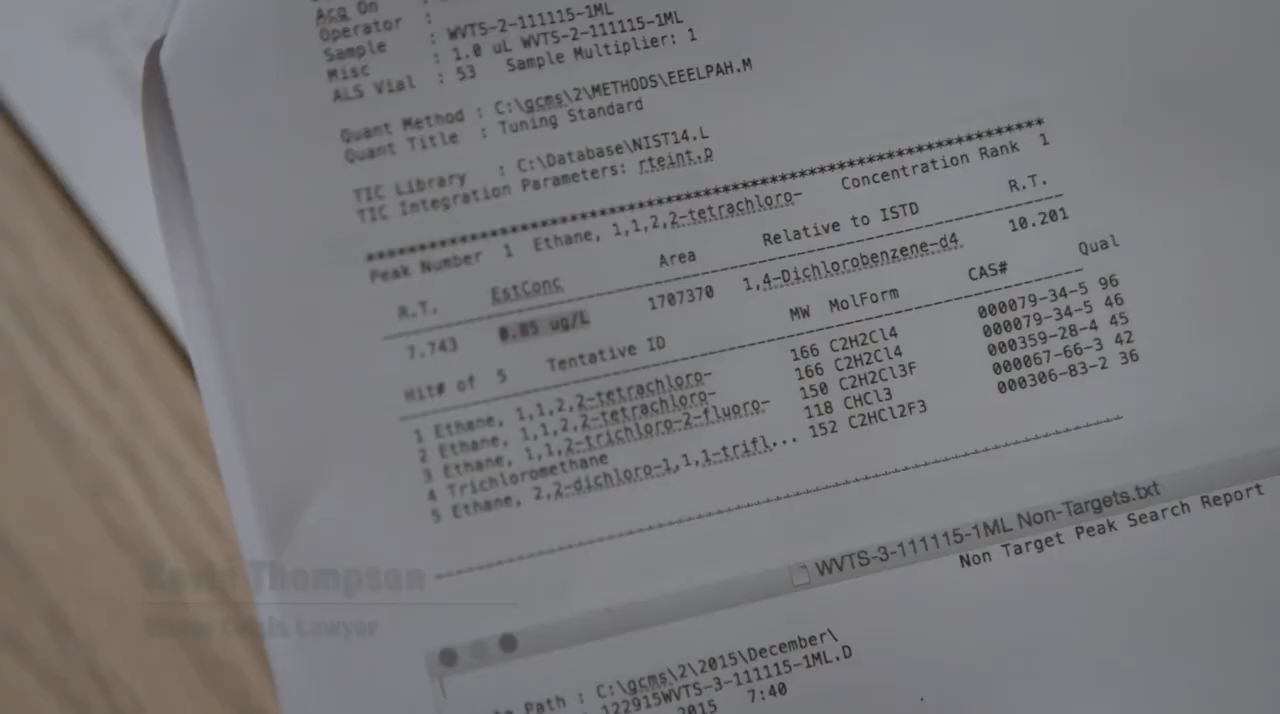 Acq On :
Operator :
Sample : WVTS-2-111115-1ML
Misc : 1.0 uL WVTS-2-111115-1ML
ALS Vial : 53 Sample Multiplier: 1
Quant Method : C:\gcms\2\METHODS\EEELPAH.M
Quant Title : Tuning Standard
TIC Library : C:\Database\NIST14.L
TIC Integration Parameters: rteint.p
*****************************************************************************
Peak Number 1 Ethane, 1,1,2,2-tetrachloro- Concentration Rank 1
R.T. EstConc Area Relative to ISTD R.T.
7.743 0.05 ug/L 1707370 1,4-Dichlorobenzene-d4 10.201
Hit# of 5 Tentative ID MW MolForm CAS# Qual
1 Ethane, 1,1,2,2-tetrachloro- 166 C2H2Cl4 000079-34-5 96
2 Ethane, 1,1,2,2-tetrachloro- 166 C2H2Cl4 000079-34-5 46
3 Ethane, 1,1,2-trichloro-2-fluoro- 150 C2H2Cl3F 000359-28-4 45
4 Trichloromethane 118 CHCl3 000067-66-3 42
5 Ethane, 2,2-dichloro-1,1,1-trifl... 152 C2HCl2F3 000306-83-2 36
WVTS-3-111115-1ML Non-Targets.txt
Non Target Peak Search Report
Path : C:\gcms\2\2015\December\
122915WVTS-3-111115-1ML.D
2015 7:40
Kevin Thompson
Lawyer